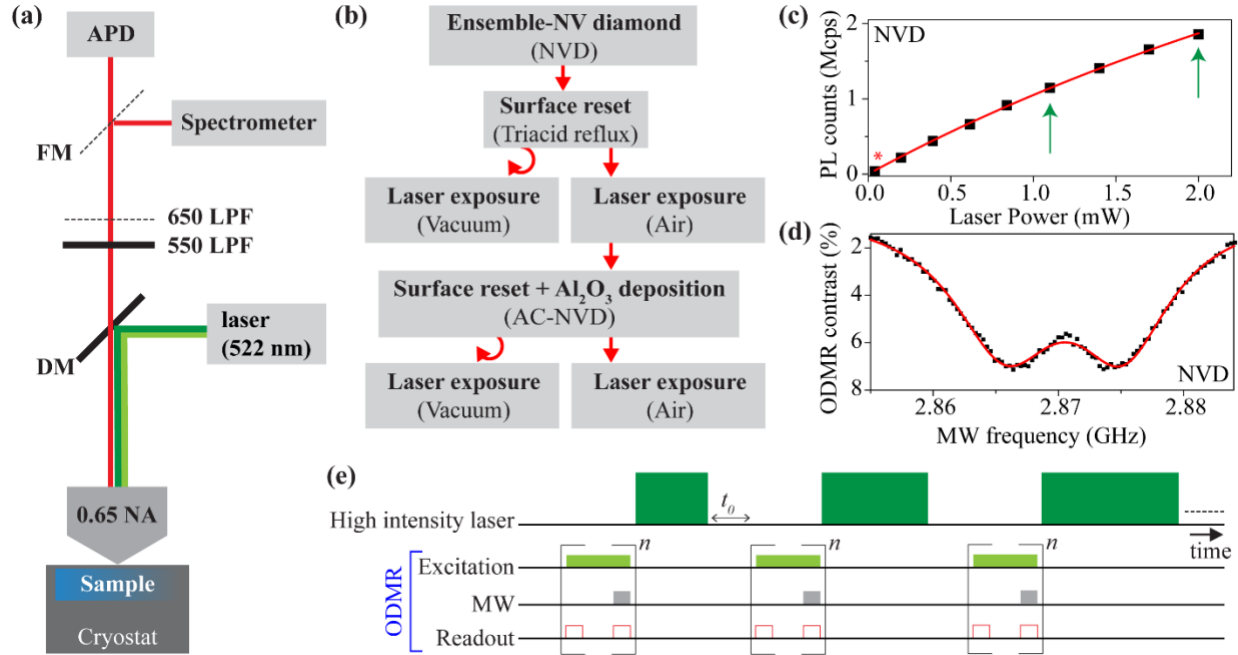 (a)
APD
Spectrometer
FM
650 LPF
550 LPF
laser
(522 nm)
DM
0.65 NA
Sample
Cryostat
(b)
Ensemble-NV diamond
(NVD)
Surface reset
(Triacid reflux)
Laser exposure
(Vacuum)
Laser exposure
(Air)
Surface reset + Al₂O₃ deposition
(AC-NVD)
Laser exposure
(Vacuum)
Laser exposure
(Air)
(c)
NVD
PL counts (Mcps)
2
1
0
*
0.0 0.5 1.0 1.5 2.0
Laser Power (mW)
(d)
ODMR contrast (%)
2
4
6
8
NVD
2.86 2.87 2.88
MW frequency (GHz)
(e)
High intensity laser
t₀
time
ODMR
Excitation
n n n
MW
Readout